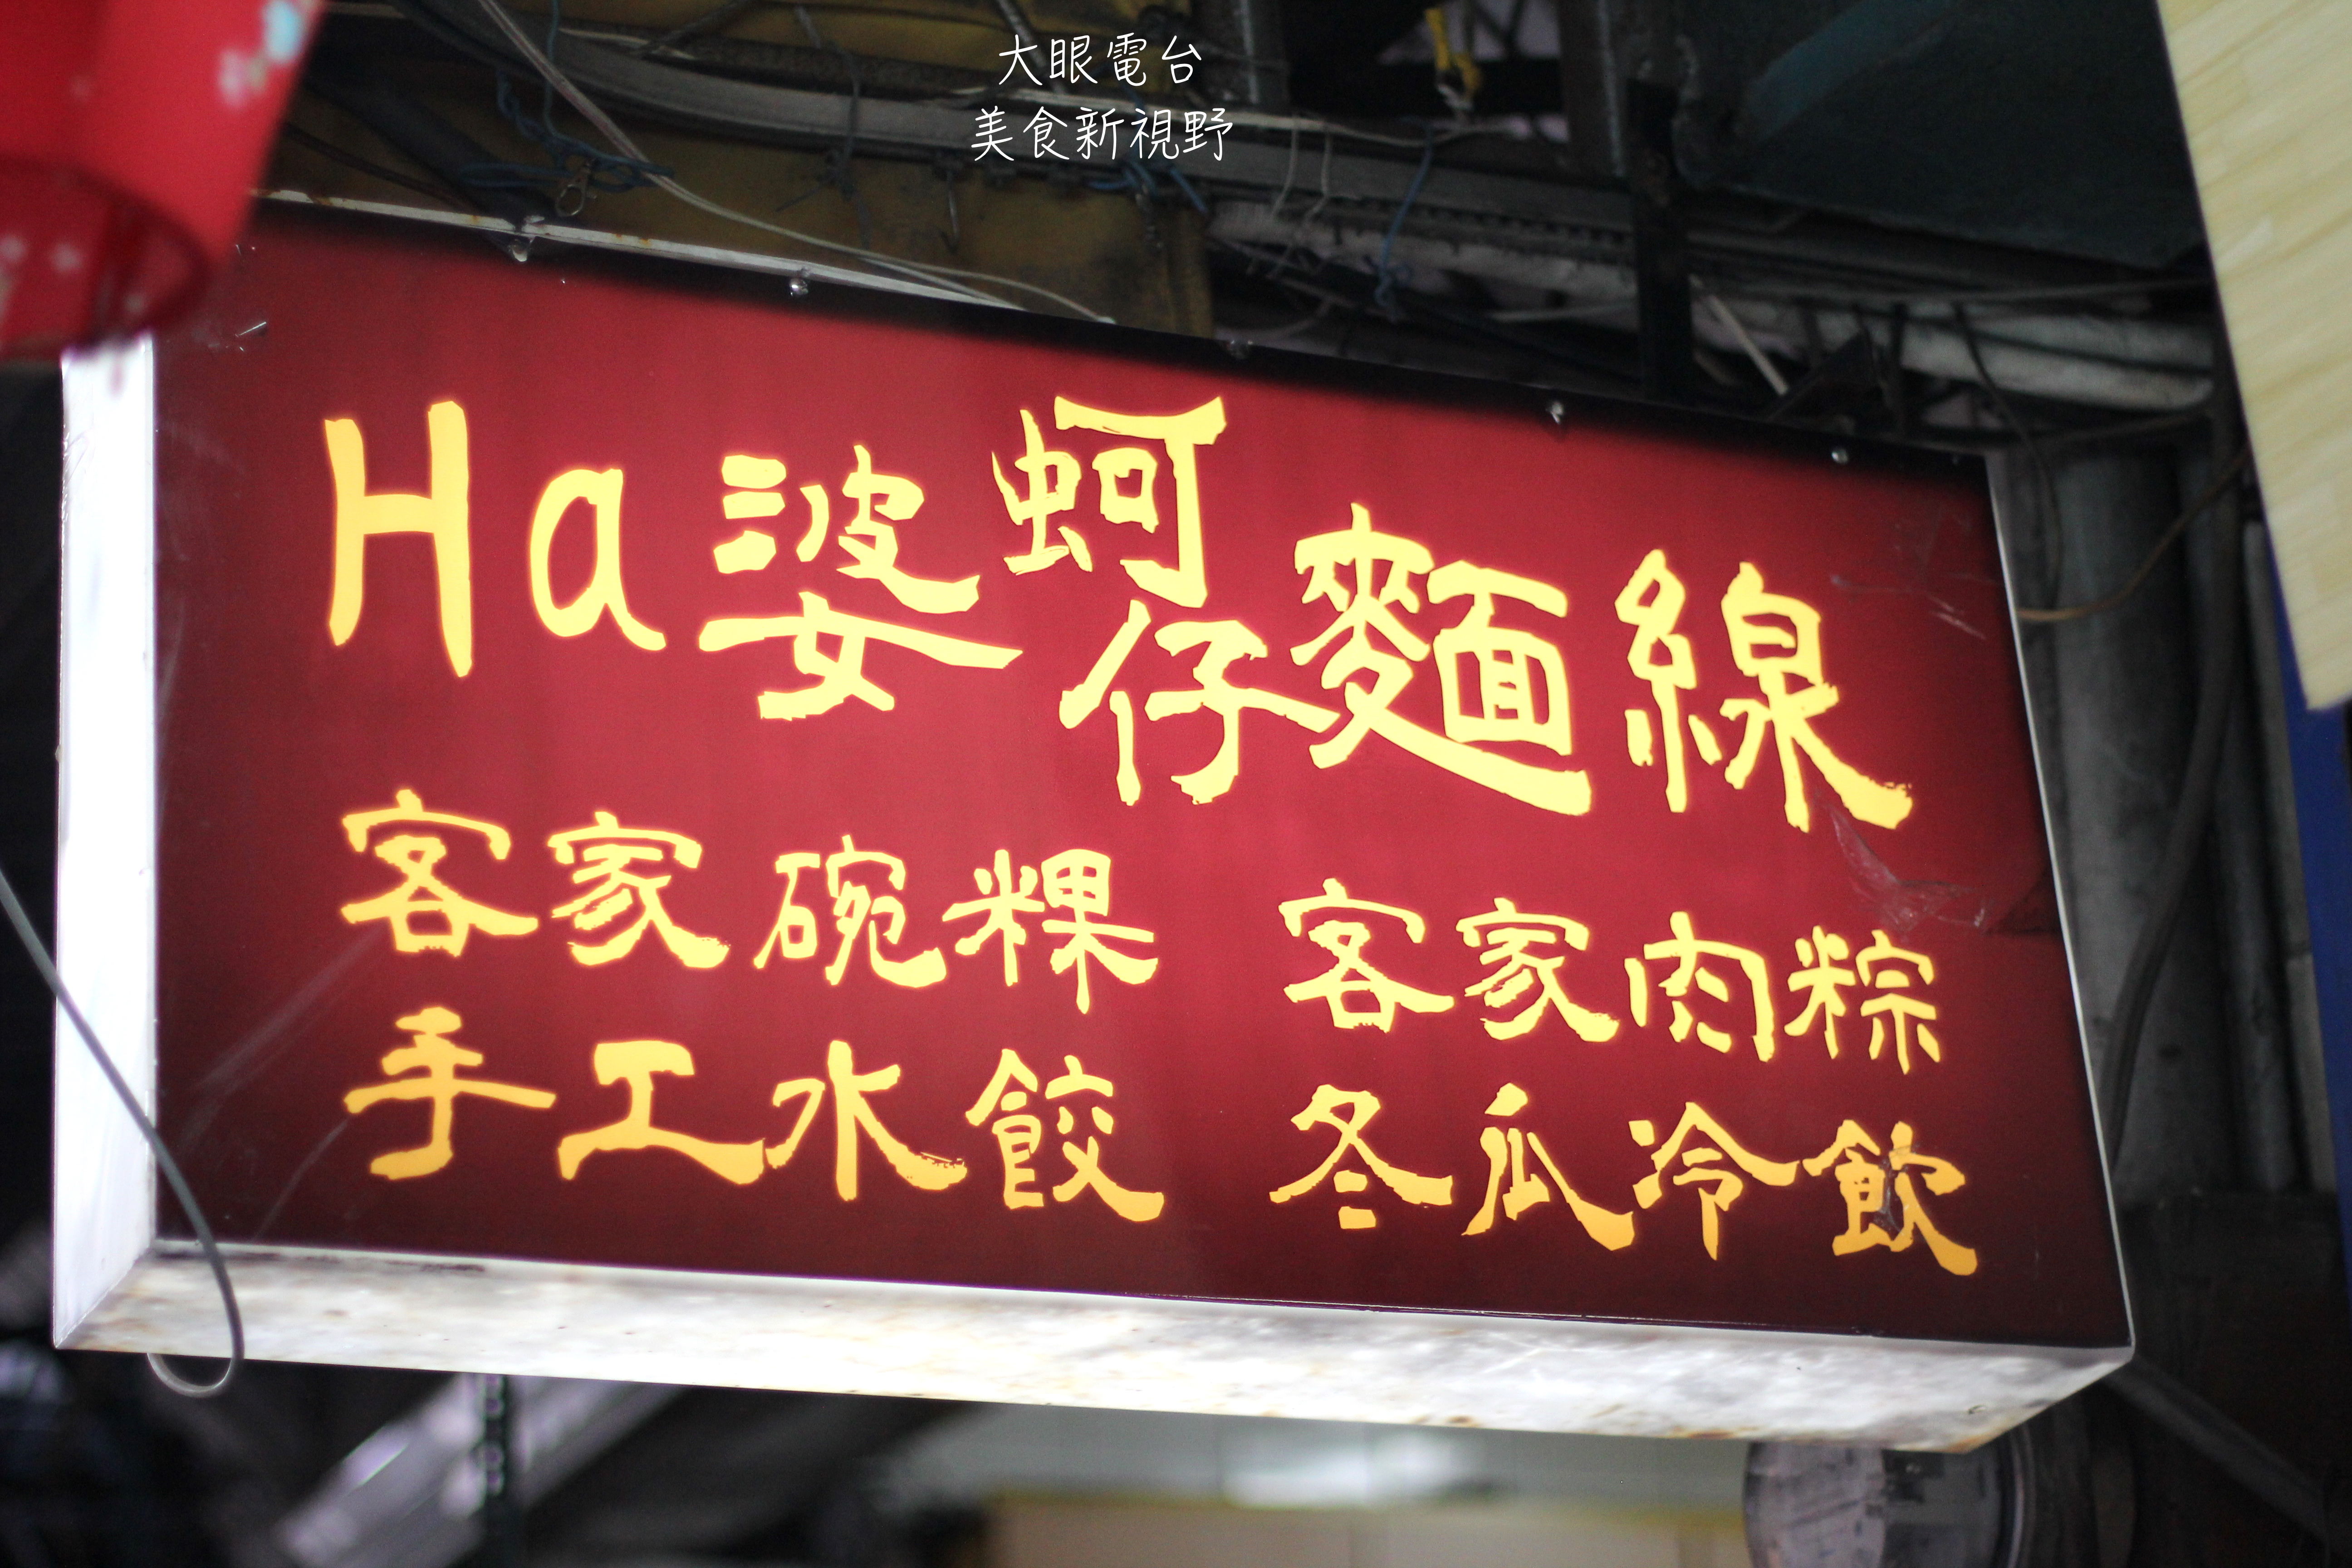 大眼電台
美食新視野
Ha婆蚵仔麵線
客家碗粿 客家肉粽
手工水餃 冬瓜冷飲